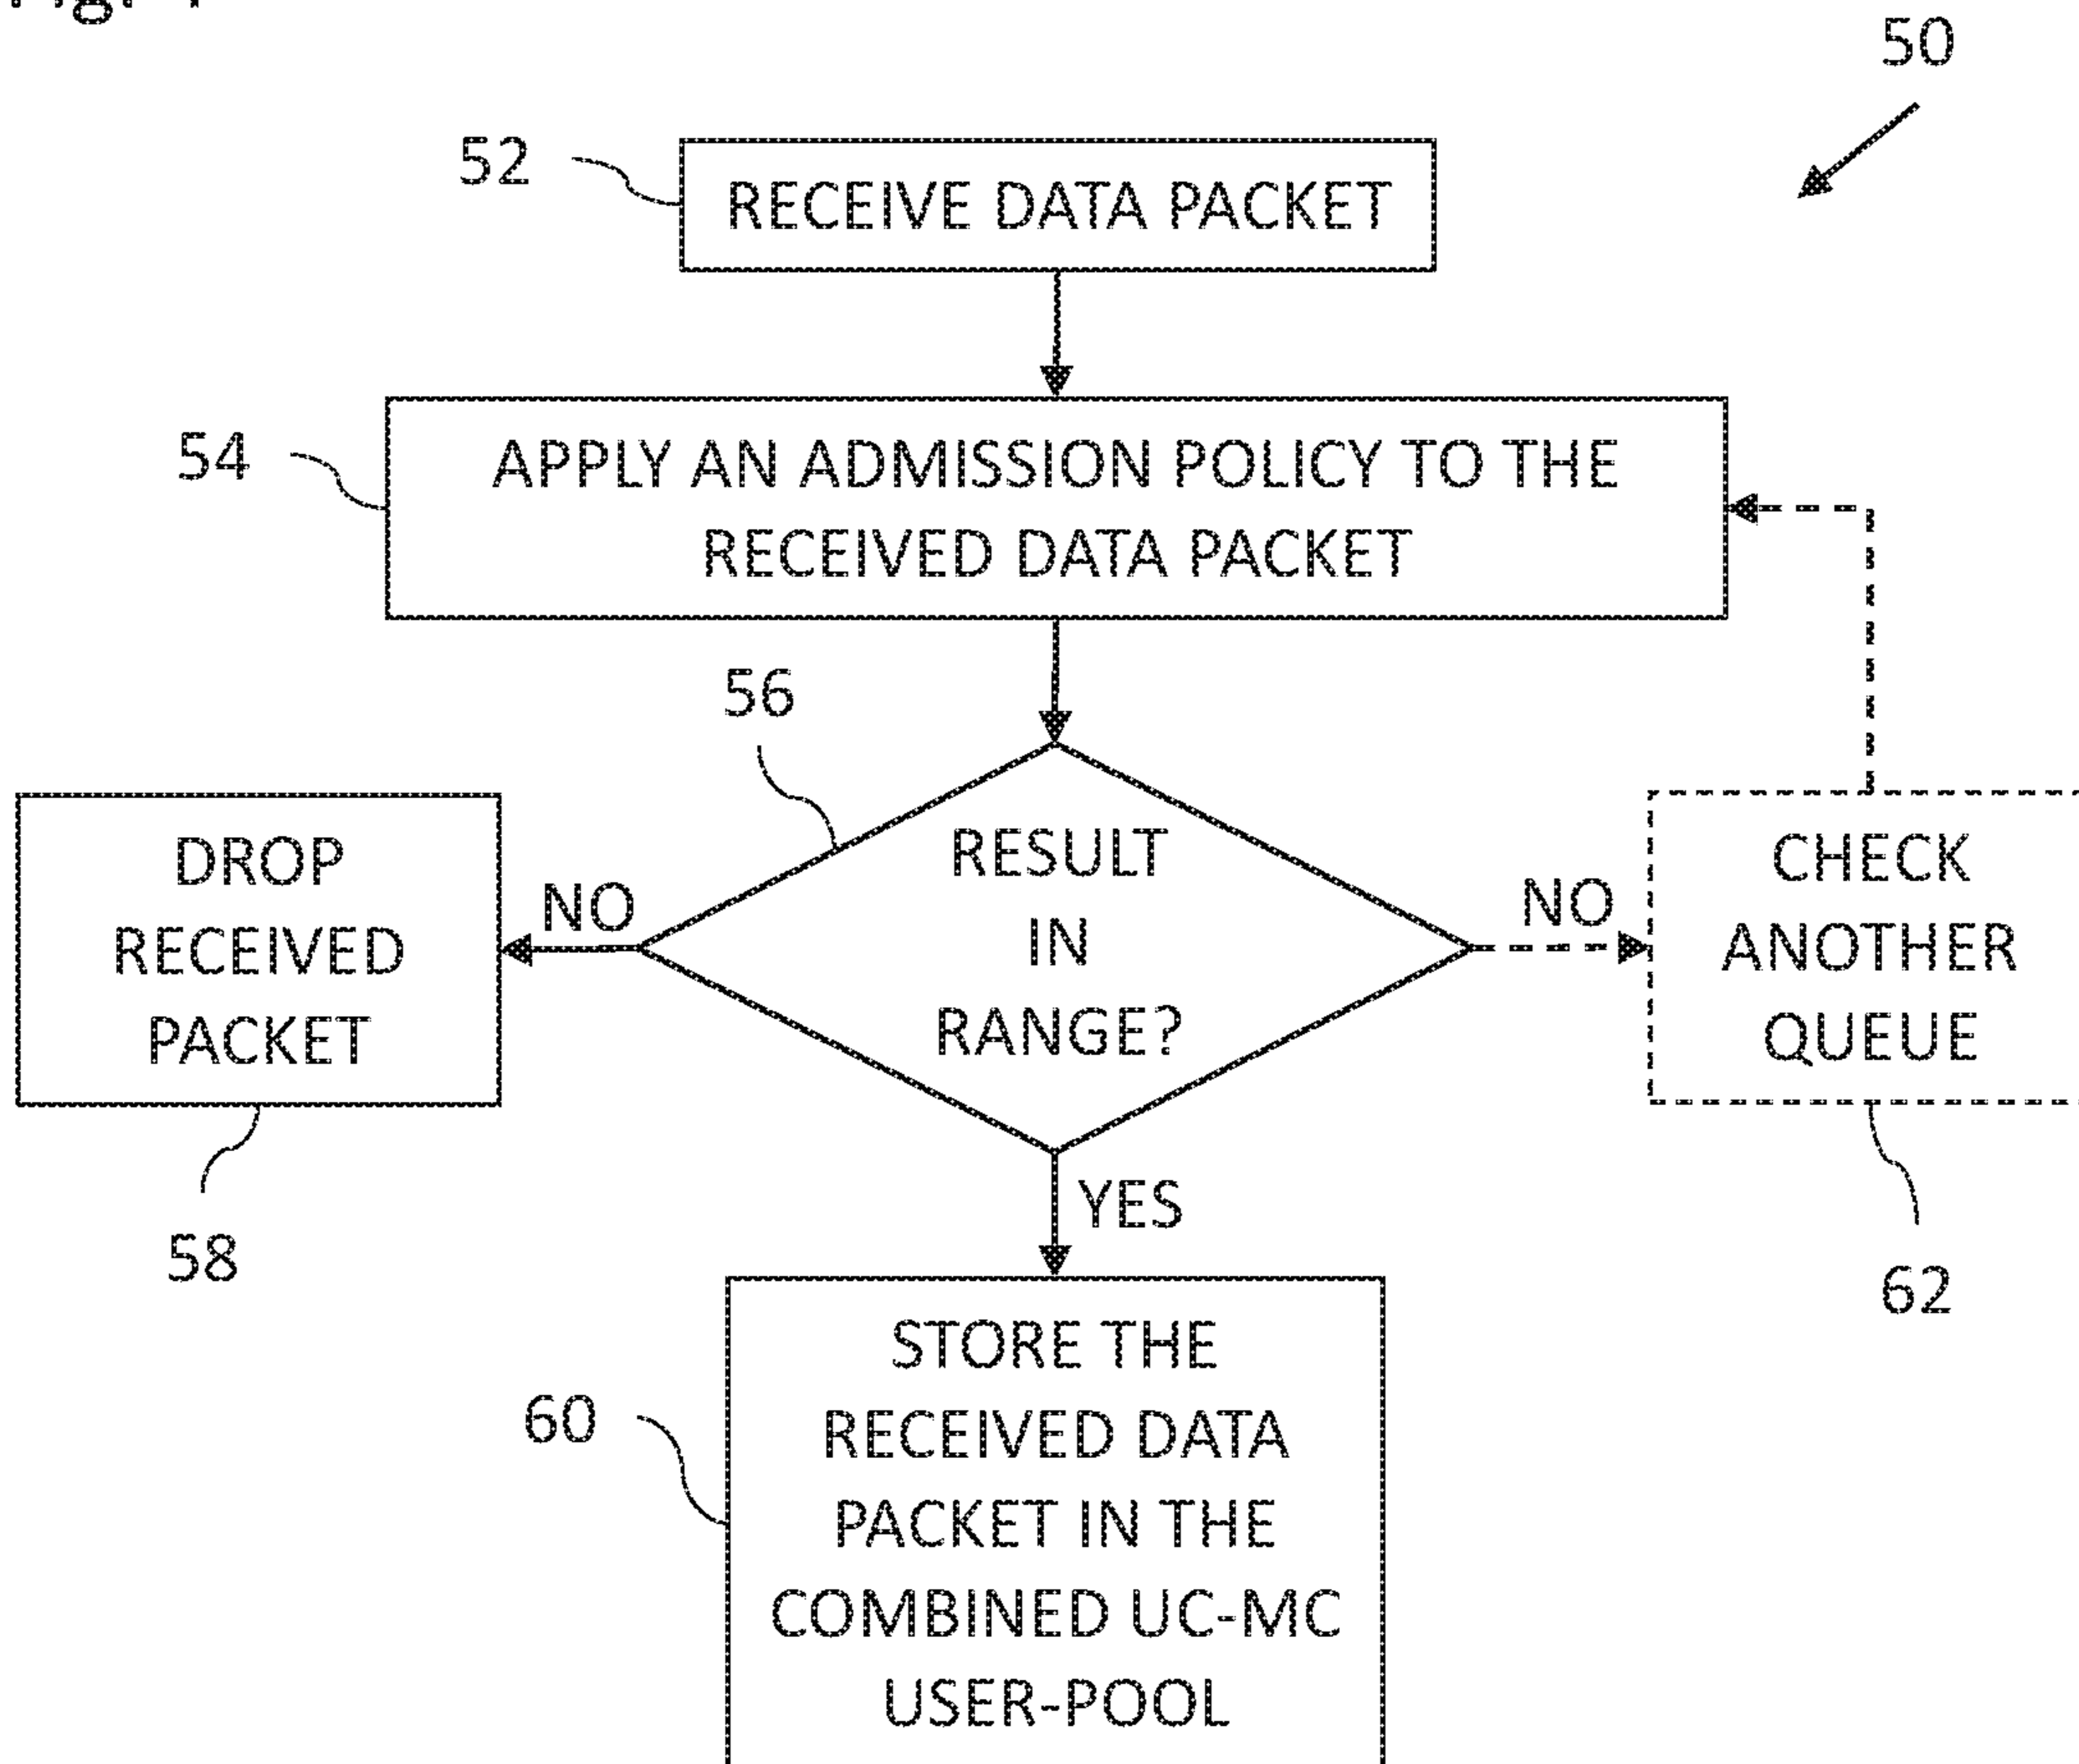 50
52
RECEIVE DATA PACKET
54
APPLY AN ADMISSION POLICY TO THE
RECEIVED DATA PACKET
56
RESULT
IN
RANGE?
NO
DROP
RECEIVED
PACKET
58
NO
CHECK
ANOTHER
QUEUE
62
YES
60
STORE THE
RECEIVED DATA
PACKET IN THE
COMBINED UC-MC
USER-POOL